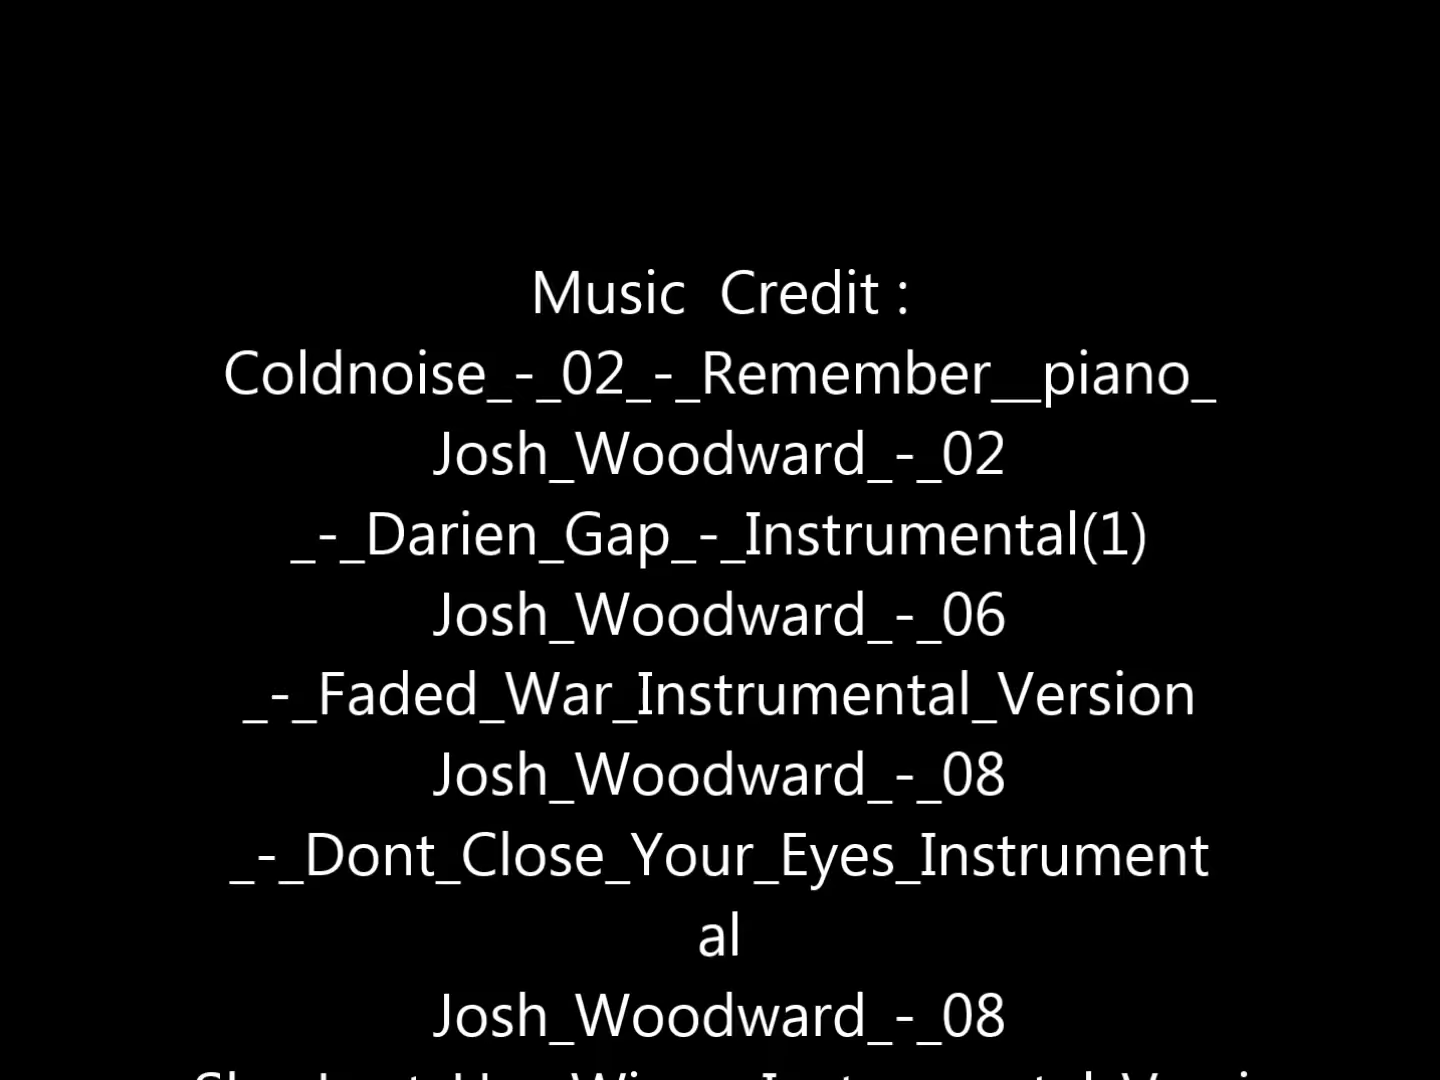 Music  Credit :
Coldnoise_-_02_-_Remember__piano_
Josh_Woodward_-_02
_-_Darien_Gap_-_Instrumental(1)
Josh_Woodward_-_06
_-_Faded_War_Instrumental_Version
Josh_Woodward_-_08
_-_Dont_Close_Your_Eyes_Instrument
al
Josh_Woodward_-_08